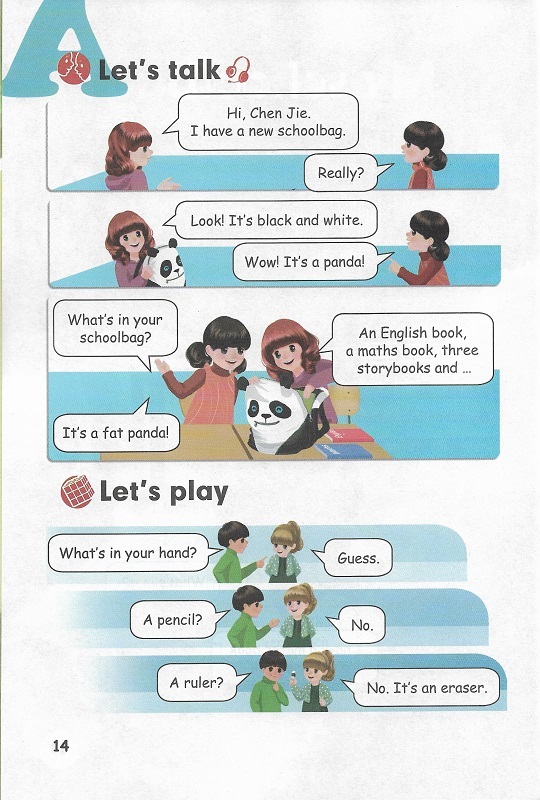 A
Let's talk
Hi, Chen Jie.
I have a new schoolbag.
Really?
Look! It's black and white.
Wow! It's a panda!
What's in your
schoolbag?
An English book,
a maths book, three
storybooks and ...
It's a fat panda!
Let's play
What's in your hand?
Guess.
A pencil?
No.
A ruler?
No. It's an eraser.
14